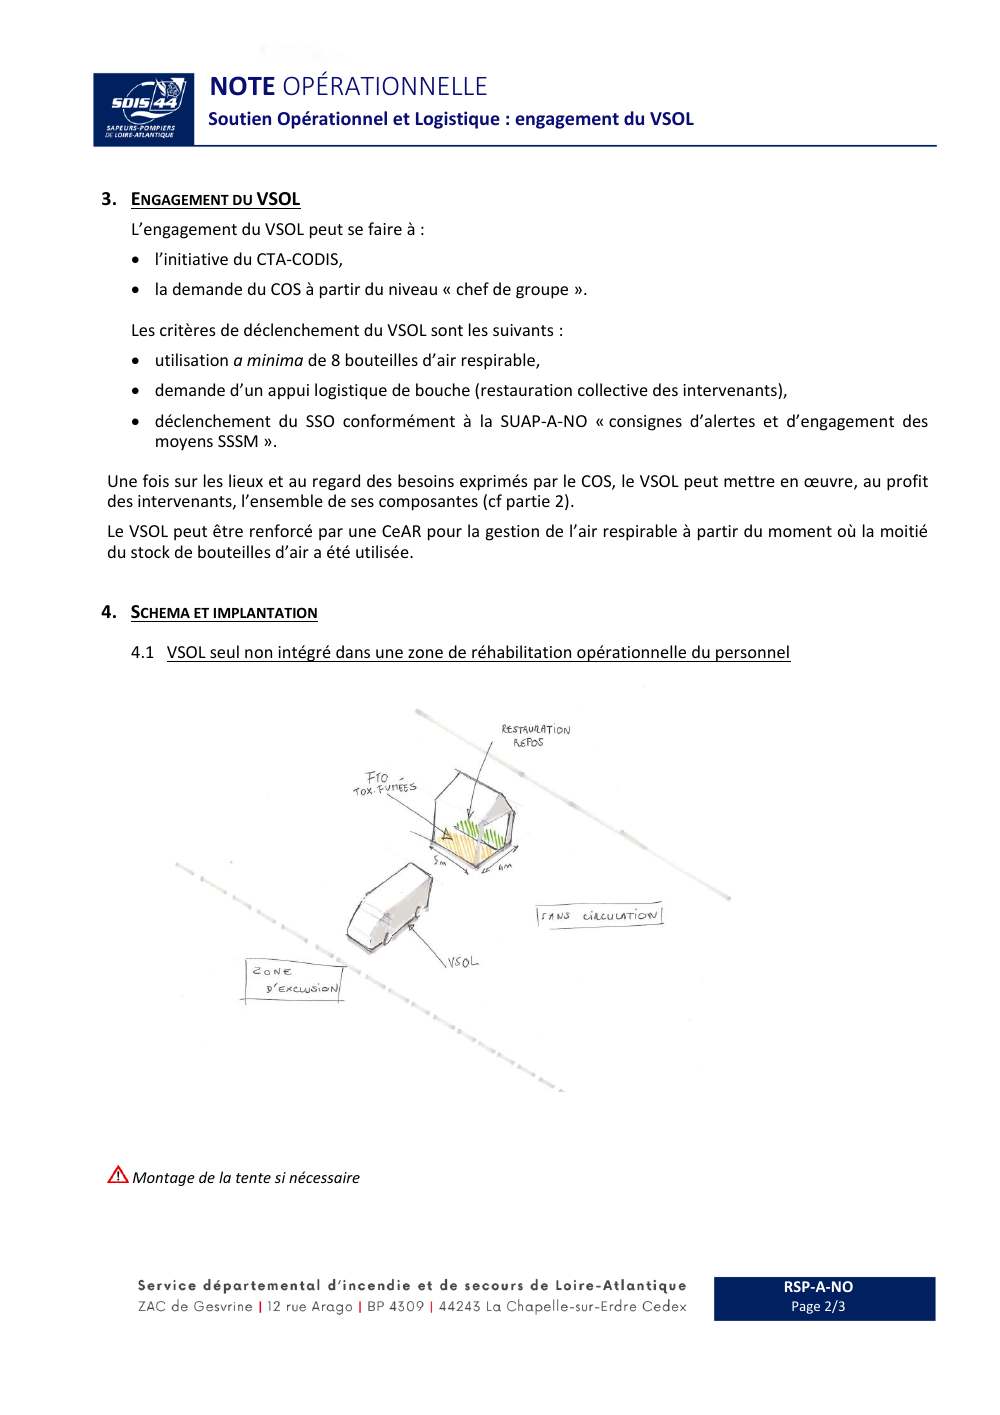 SDIS 44
SAPEURS-POMPIERS
DE LOIRE-ATLANTIQUE
NOTE OPÉRATIONNELLE
Soutien Opérationnel et Logistique : engagement du VSOL
3. ENGAGEMENT DU VSOL
L’engagement du VSOL peut se faire à :
• l’initiative du CTA-CODIS,
• la demande du COS à partir du niveau « chef de groupe ».
Les critères de déclenchement du VSOL sont les suivants :
• utilisation a minima de 8 bouteilles d’air respirable,
• demande d’un appui logistique de bouche (restauration collective des intervenants),
• déclenchement du SSO conformément à la SUAP-A-NO « consignes d’alertes et d’engagement des
moyens SSSM ».
Une fois sur les lieux et au regard des besoins exprimés par le COS, le VSOL peut mettre en œuvre, au profit
des intervenants, l’ensemble de ses composantes (cf partie 2).
Le VSOL peut être renforcé par une CeAR pour la gestion de l’air respirable à partir du moment où la moitié
du stock de bouteilles d’air a été utilisée.
4. SCHEMA ET IMPLANTATION
4.1 VSOL seul non intégré dans une zone de réhabilitation opérationnelle du personnel
RESTAURATION
REPOS
FTO
TOX. FUMÉES
5m
4m
SANS CIRCULATION
VSOL
ZONE
D'EXCLUSION
Montage de la tente si nécessaire
Service départemental d’incendie et de secours de Loire-Atlantique
ZAC de Gesvrine | 12 rue Arago | BP 4309 | 44243 La Chapelle-sur-Erdre Cedex
RSP-A-NO
Page 2/3